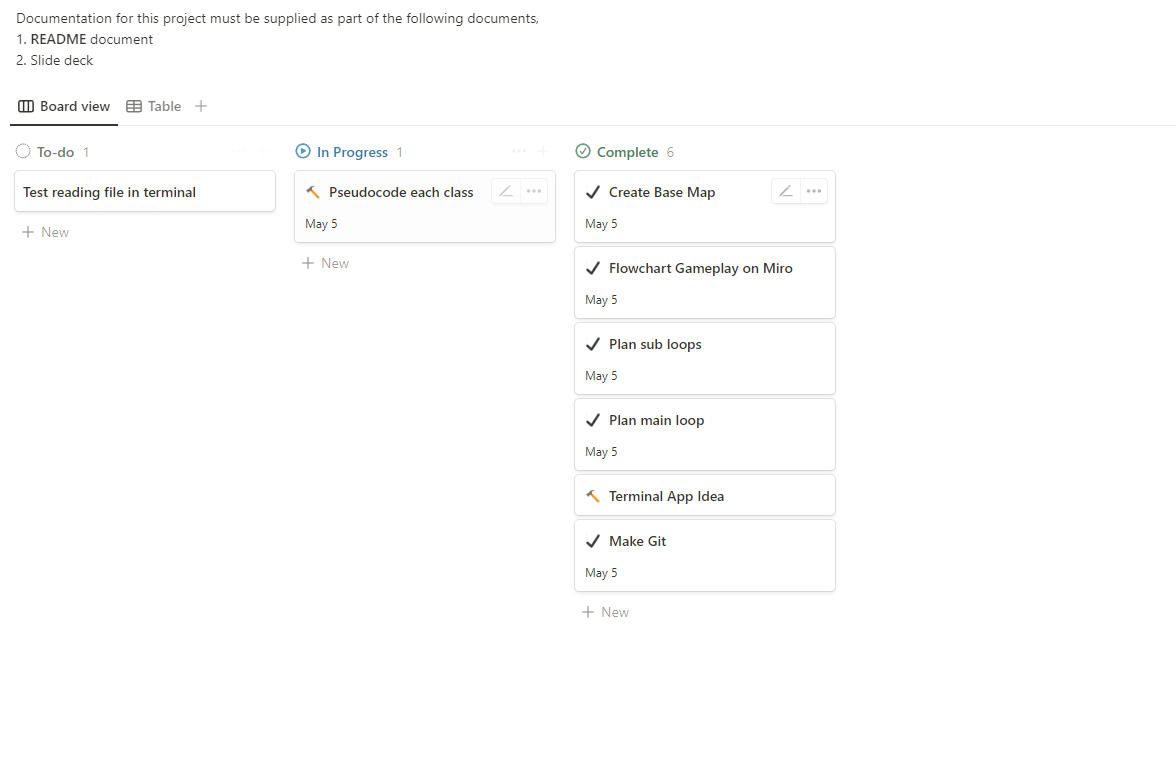 Documentation for this project must be supplied as part of the following documents,
1. README document
2. Slide deck
Board view Table
To-do 1
Test reading file in terminal
New
In Progress 1
Pseudocode each class
May 5
New
Complete 6
Create Base Map
May 5
Flowchart Gameplay on Miro
May 5
Plan sub loops
May 5
Plan main loop
May 5
Terminal App Idea
Make Git
May 5
New